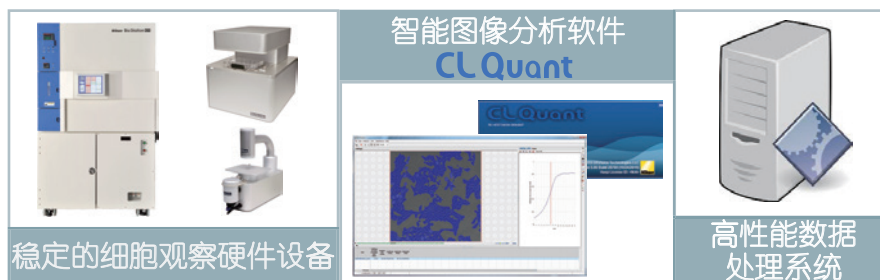 智能图像分析软件
CL Quant
CLQuant
稳定的细胞观察硬件设备
高性能数据
处理系统